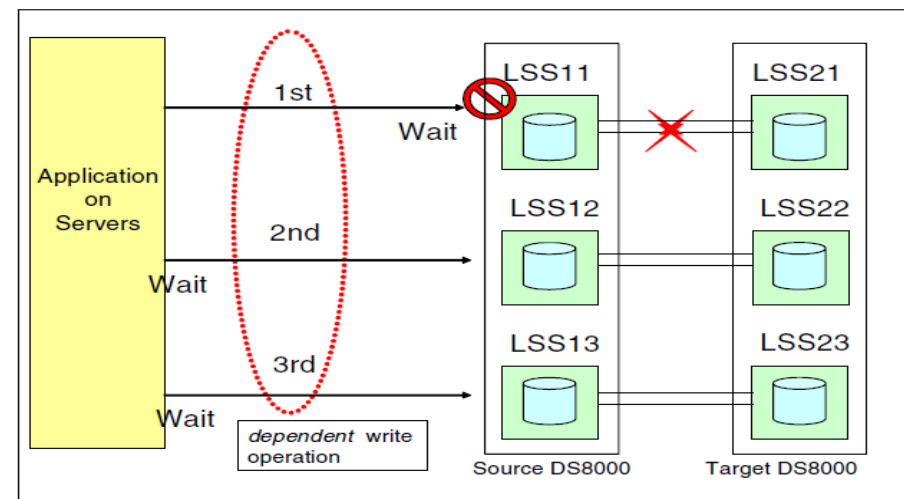 LSS11
LSS21
1st
Wait
Application
on
Servers
LSS12
LSS22
2nd
Wait
LSS13
LSS23
3rd
Wait
dependent write
operation
Source DS8000
Target DS8000